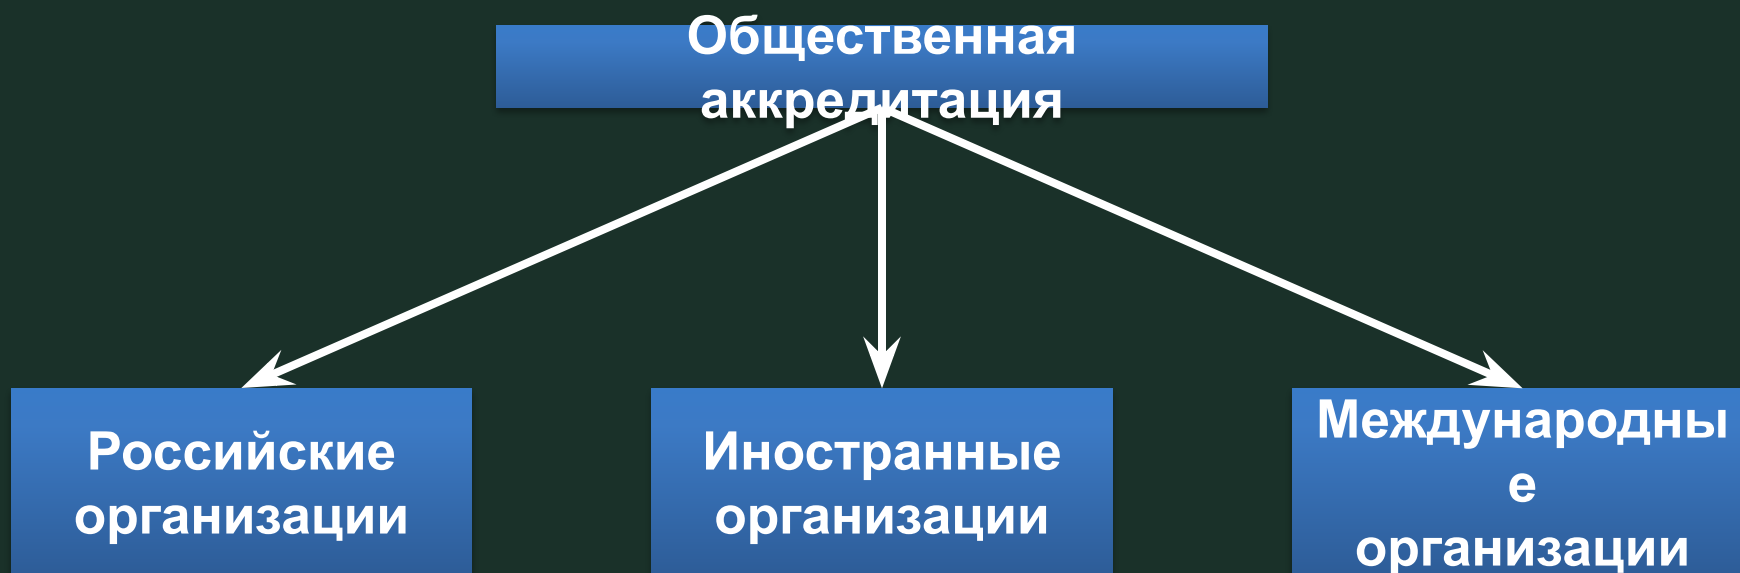 Общественная
аккредитация
Российские
организации
Иностранные
организации
Международны
е
организации